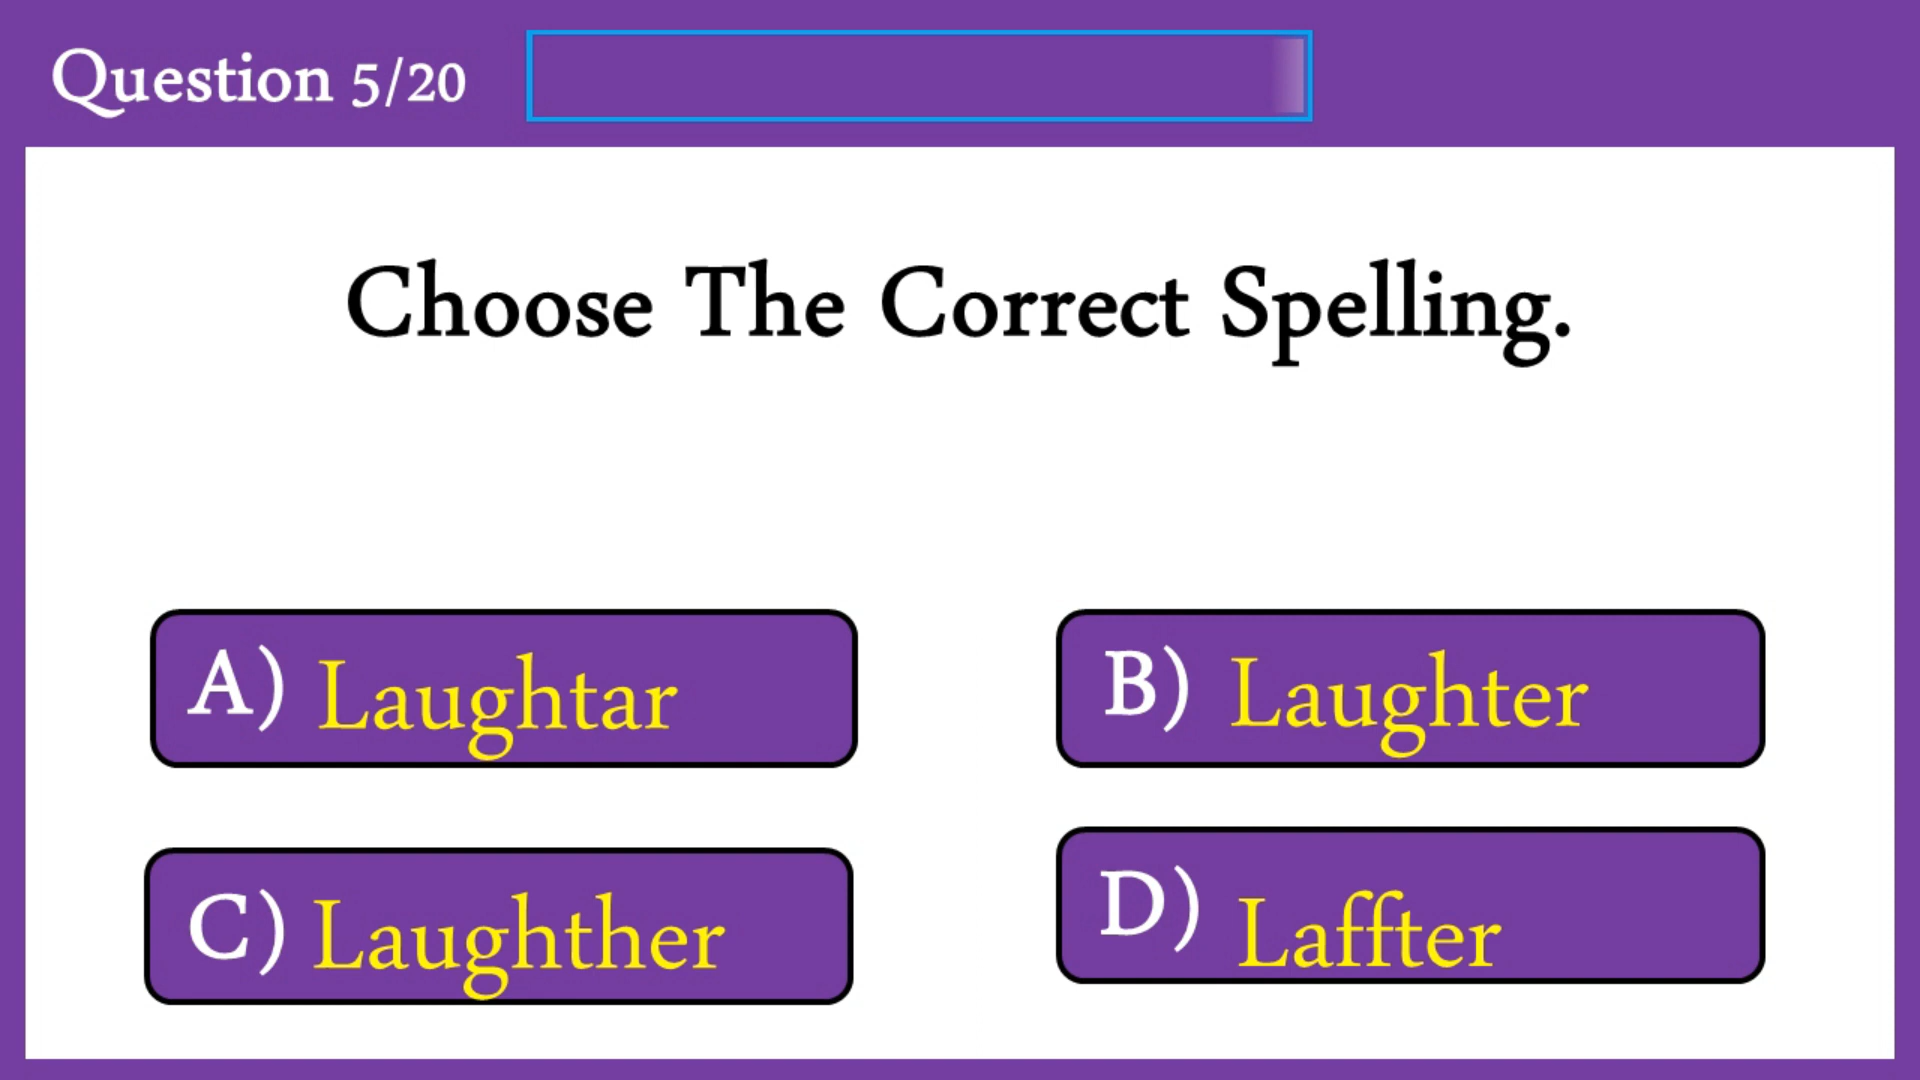 Question 5/20
Choose The Correct Spelling.
A) Laughtar
B) Laughter
C) Laughther
D) Laffter